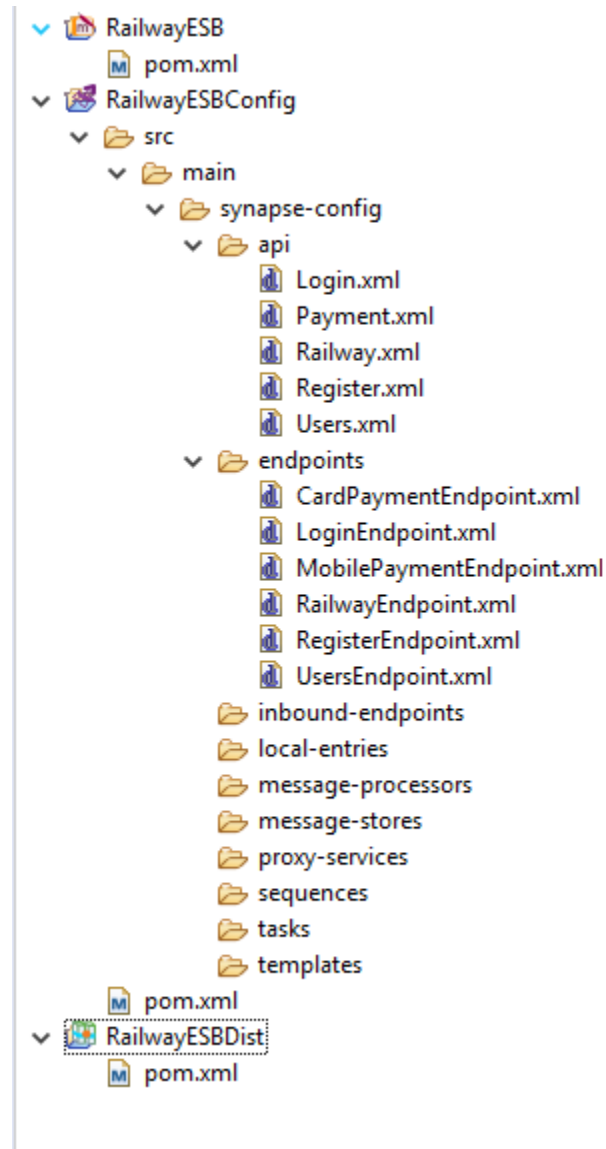 RailwayESB
pom.xml
RailwayESBConfig
src
main
synapse-config
api
Login.xml
Payment.xml
Railway.xml
Register.xml
Users.xml
endpoints
CardPaymentEndpoint.xml
LoginEndpoint.xml
MobilePaymentEndpoint.xml
RailwayEndpoint.xml
RegisterEndpoint.xml
UsersEndpoint.xml
inbound-endpoints
local-entries
message-processors
message-stores
proxy-services
sequences
tasks
templates
pom.xml
RailwayESBDist
pom.xml